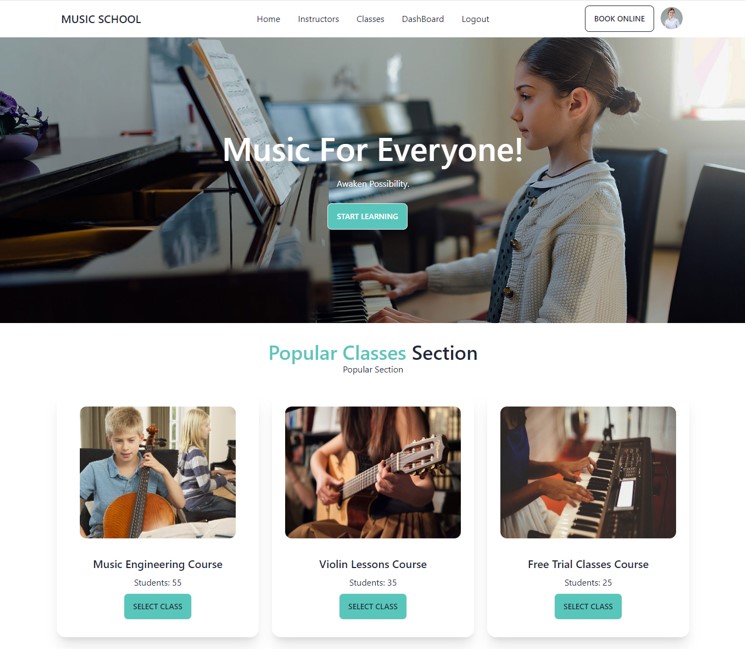 MUSIC SCHOOL
Home Instructors Classes DashBoard Logout
BOOK ONLINE
Music For Everyone!
Awaken Possibility.
START LEARNING
Popular Classes Section
Popular Section
Music Engineering Course
Students: 55
SELECT CLASS
Violin Lessons Course
Students: 35
SELECT CLASS
Free Trial Classes Course
Students: 25
SELECT CLASS